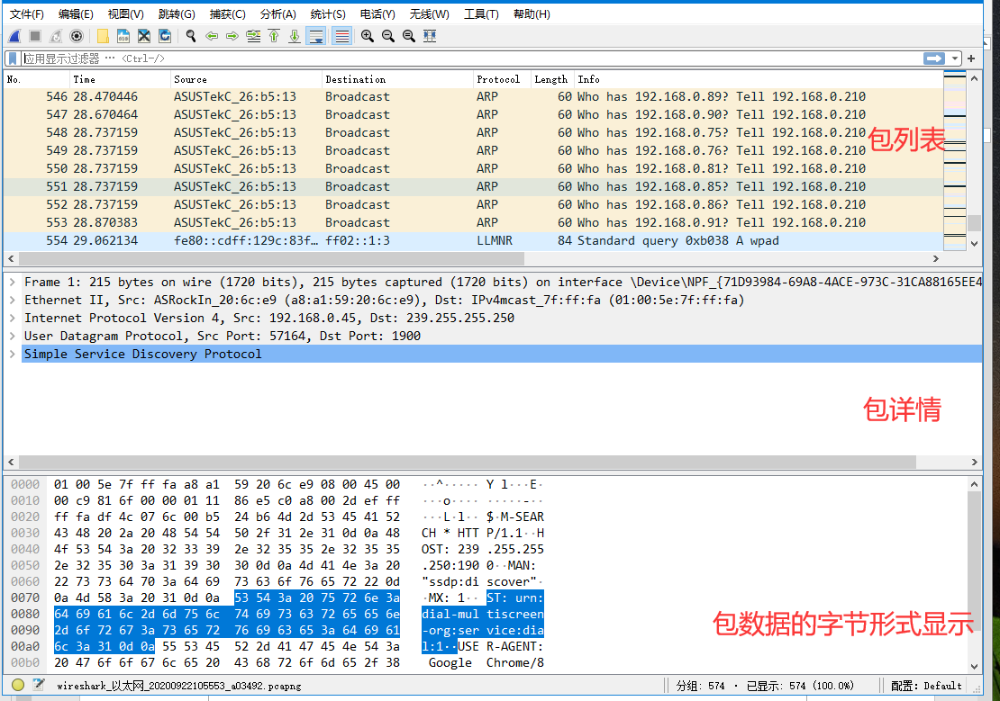 文件(F) 编辑(E) 视图(V) 跳转(G) 捕获(C) 分析(A) 统计(S) 电话(Y) 无线(W) 工具(T) 帮助(H)
应用显示过滤器 … <Ctrl-/>
No. Time Source Destination Protocol Length Info
546 28.470446 ASUSTekC_26:b5:13 Broadcast ARP 60 Who has 192.168.0.89? Tell 192.168.0.210
547 28.670464 ASUSTekC_26:b5:13 Broadcast ARP 60 Who has 192.168.0.90? Tell 192.168.0.210
548 28.737159 ASUSTekC_26:b5:13 Broadcast ARP 60 Who has 192.168.0.75? Tell 192.168.0.210
包列表
549 28.737159 ASUSTekC_26:b5:13 Broadcast ARP 60 Who has 192.168.0.76? Tell 192.168.0.210
550 28.737159 ASUSTekC_26:b5:13 Broadcast ARP 60 Who has 192.168.0.81? Tell 192.168.0.210
551 28.737159 ASUSTekC_26:b5:13 Broadcast ARP 60 Who has 192.168.0.85? Tell 192.168.0.210
552 28.737159 ASUSTekC_26:b5:13 Broadcast ARP 60 Who has 192.168.0.86? Tell 192.168.0.210
553 28.870383 ASUSTekC_26:b5:13 Broadcast ARP 60 Who has 192.168.0.91? Tell 192.168.0.210
554 29.062134 fe80::cdff:129c:83f… ff02::1:3 LLMNR 84 Standard query 0xb038 A wpad
Frame 1: 215 bytes on wire (1720 bits), 215 bytes captured (1720 bits) on interface \Device\NPF_{71D93984-69A8-4ACE-973C-31CA88165EE4
Ethernet II, Src: ASRockIn_20:6c:e9 (a8:a1:59:20:6c:e9), Dst: IPv4mcast_7f:ff:fa (01:00:5e:7f:ff:fa)
Internet Protocol Version 4, Src: 192.168.0.45, Dst: 239.255.255.250
User Datagram Protocol, Src Port: 57164, Dst Port: 1900
Simple Service Discovery Protocol
包详情
0000 01 00 5e 7f ff fa a8 a1 59 20 6c e9 08 00 45 00 ··^····· Y l···E·
0010 00 c9 81 6f 00 00 01 11 86 e5 c0 a8 00 2d ef ff ···o···· ·····-··
0020 ff fa df 4c 07 6c 00 b5 24 b6 4d 2d 53 45 41 52 ···L·l·· $·M-SEAR
0030 43 48 20 2a 20 48 54 54 50 2f 31 2e 31 0d 0a 48 CH * HTT P/1.1··H
0040 4f 53 54 3a 20 32 33 39 2e 32 35 35 2e 32 35 35 OST: 239 .255.255
0050 2e 32 35 30 3a 31 39 30 30 0d 0a 4d 41 4e 3a 20 .250:190 0··MAN:
0060 22 73 73 64 70 3a 64 69 73 63 6f 76 65 72 22 0d "ssdp:di scover"·
0070 0a 4d 58 3a 20 31 0d 0a 53 54 3a 20 75 72 6e 3a ·MX: 1·· ST: urn:
0080 64 69 61 6c 2d 6d 75 6c 74 69 73 63 72 65 65 6e dial-mul tiscreen
0090 2d 6f 72 67 3a 73 65 72 76 69 63 65 3a 64 69 61 -org:ser vice:dia
包数据的字节形式显示
00a0 6c 3a 31 0d 0a 55 53 45 52 2d 41 47 45 4e 54 3a l:1··USE R-AGENT:
00b0 20 47 6f 6f 67 6c 65 20 43 68 72 6f 6d 65 2f 38 Google Chrome/8
wireshark_以太网_20200922105553_a03492.pcapng 分组: 574 · 已显示: 574 (100.0%) 配置: Default